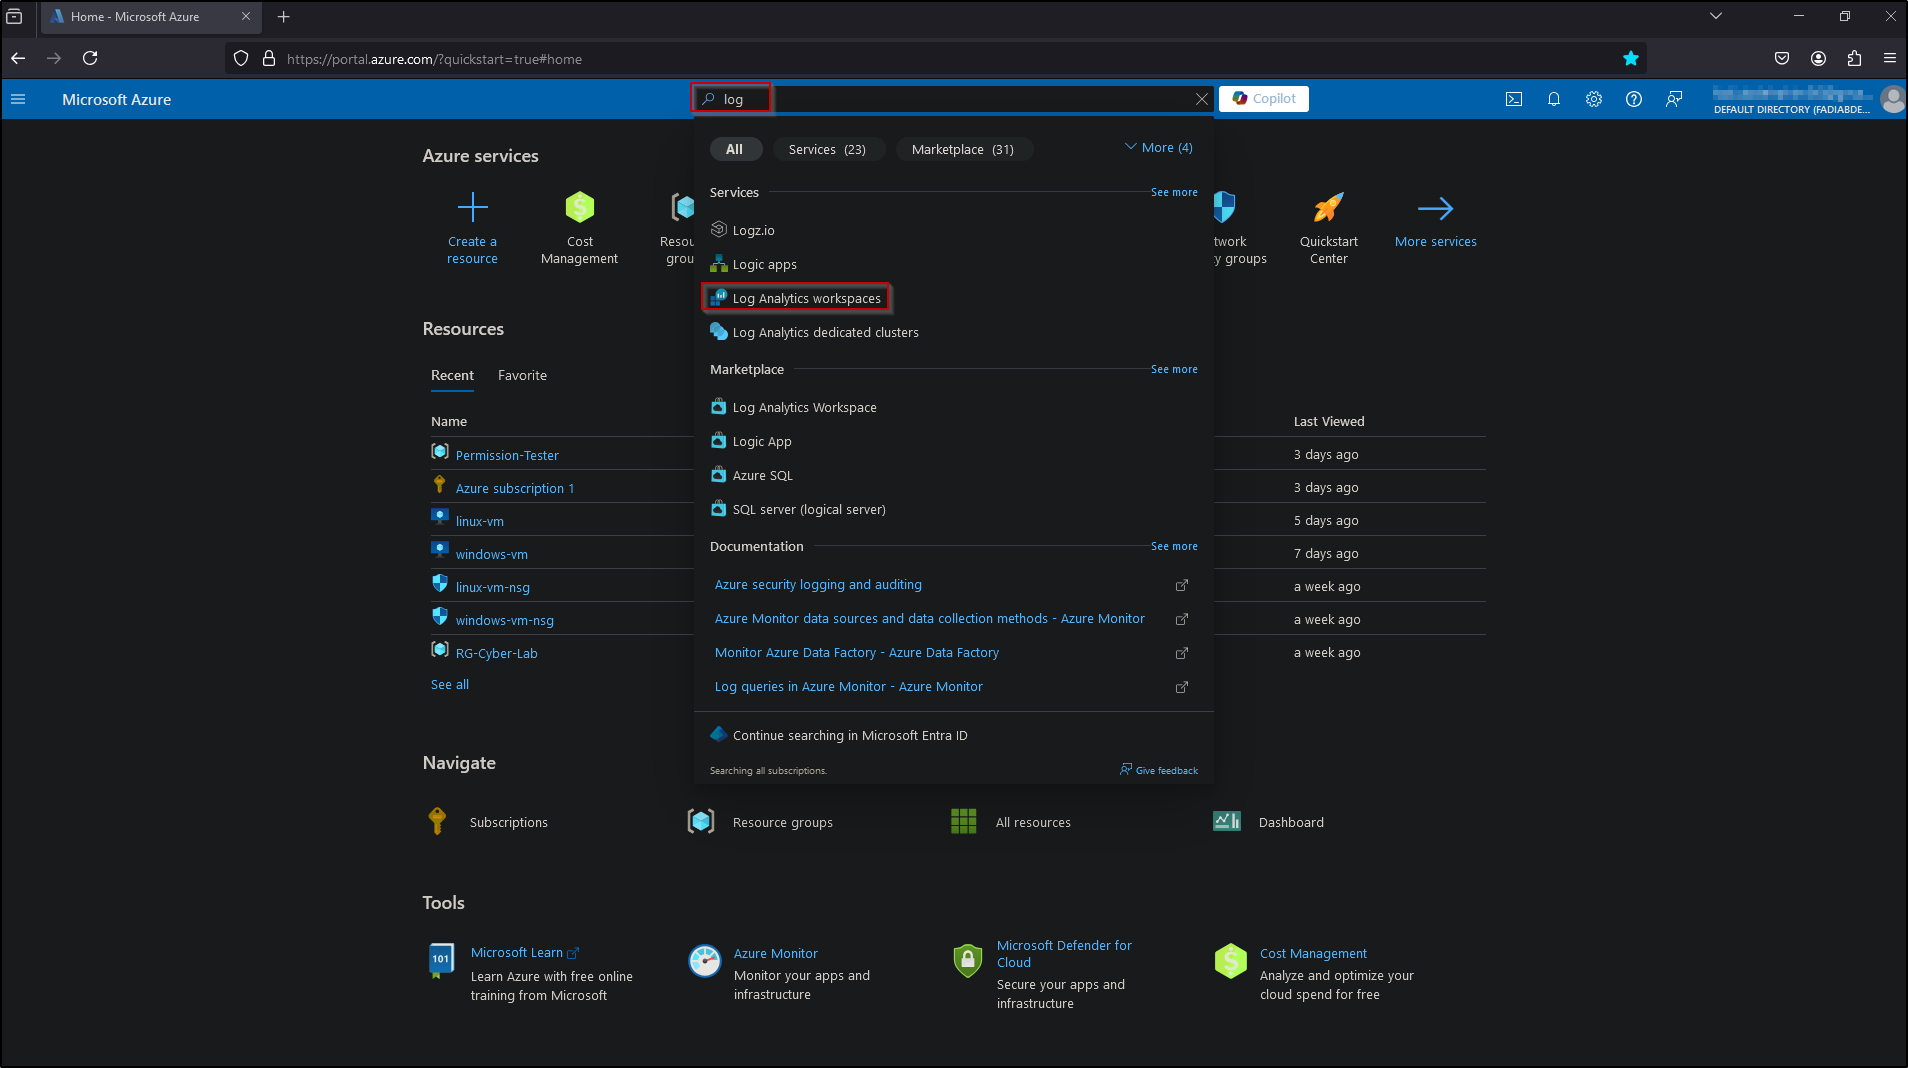 Home - Microsoft Azure
https://portal.azure.com/?quickstart=true#home
Microsoft Azure
log
Copilot
DEFAULT DIRECTORY (FADIABDE...
All
Services (23)
Marketplace (31)
More (4)
Azure services
Create a resource
Cost Management
Resou
grou
twork
y groups
Quickstart Center
More services
Services
See more
Logz.io
Logic apps
Log Analytics workspaces
Log Analytics dedicated clusters
Marketplace
See more
Log Analytics Workspace
Logic App
Azure SQL
SQL server (logical server)
Documentation
See more
Azure security logging and auditing
Azure Monitor data sources and data collection methods - Azure Monitor
Monitor Azure Data Factory - Azure Data Factory
Log queries in Azure Monitor - Azure Monitor
Continue searching in Microsoft Entra ID
Searching all subscriptions.
Give feedback
Resources
Recent
Favorite
Name
Last Viewed
Permission-Tester
3 days ago
Azure subscription 1
3 days ago
linux-vm
5 days ago
windows-vm
7 days ago
linux-vm-nsg
a week ago
windows-vm-nsg
a week ago
RG-Cyber-Lab
a week ago
See all
Navigate
Subscriptions
Resource groups
All resources
Dashboard
Tools
101
Microsoft Learn
Learn Azure with free online
training from Microsoft
Azure Monitor
Monitor your apps and
infrastructure
Microsoft Defender for
Cloud
Secure your apps and
infrastructure
Cost Management
Analyze and optimize your
cloud spend for free